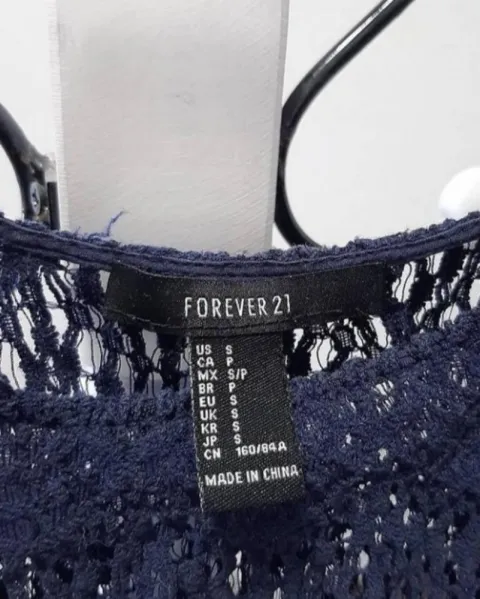 FOREVER 21
US S
CA P
MX S/P
BR P
EU S
UK S
KR S
JP S
CN 160/84A
MADE IN CHINA